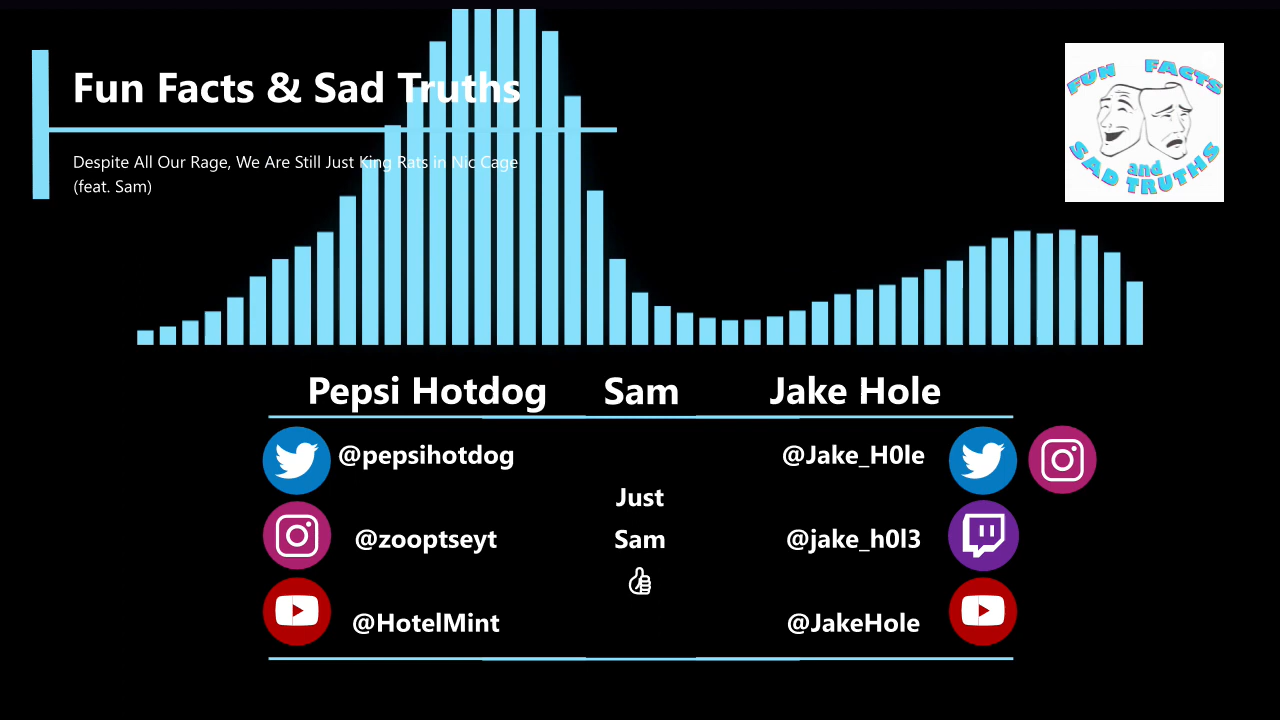 Fun Facts & Sad Truths
Despite All Our Rage, We Are Still Just King Rats in Nic Cage
(feat. Sam)
FUN FACTS
and
SAD TRUTHS
Pepsi Hotdog Sam Jake Hole
@pepsihotdog @Jake_H0le
Just
Sam
@zooptseyt @jake_h0l3
👍
@HotelMint @JakeHole